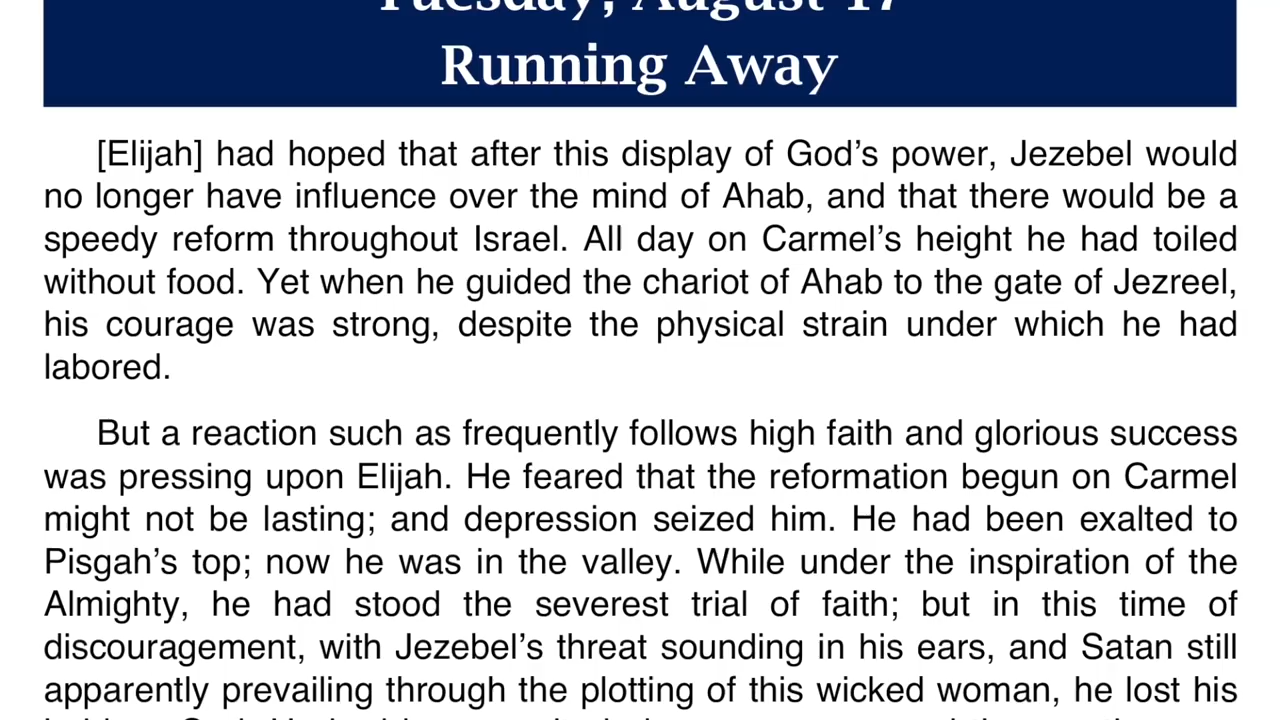 Tuesday, August 17
Running Away
[Elijah] had hoped that after this display of God’s power, Jezebel would
no longer have influence over the mind of Ahab, and that there would be a
speedy reform throughout Israel. All day on Carmel’s height he had toiled
without food. Yet when he guided the chariot of Ahab to the gate of Jezreel,
his courage was strong, despite the physical strain under which he had
labored.
But a reaction such as frequently follows high faith and glorious success
was pressing upon Elijah. He feared that the reformation begun on Carmel
might not be lasting; and depression seized him. He had been exalted to
Pisgah’s top; now he was in the valley. While under the inspiration of the
Almighty, he had stood the severest trial of faith; but in this time of
discouragement, with Jezebel’s threat sounding in his ears, and Satan still
apparently prevailing through the plotting of this wicked woman, he lost his